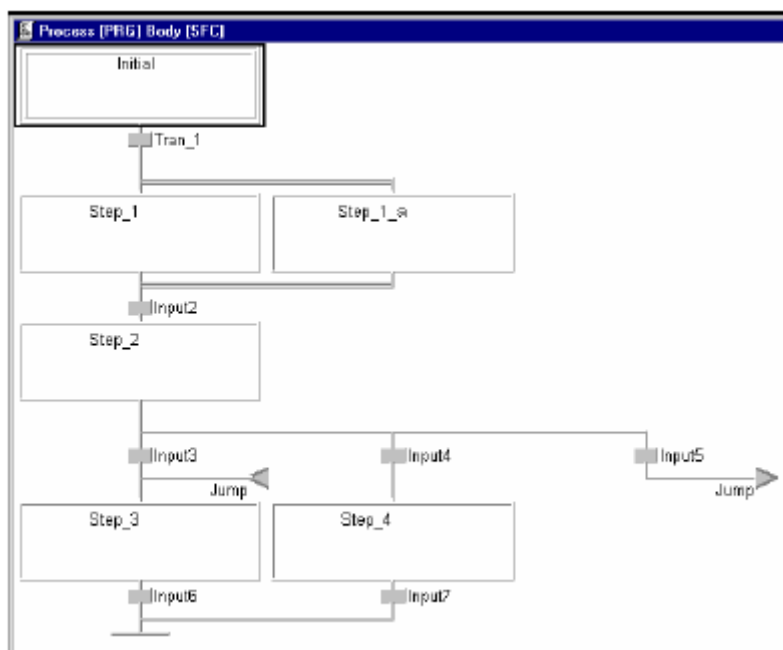 Process [PRG] Body [SFC]
Initial
Tran_1
Step_1
Step_1_a
Input2
Step_2
Input3
Input4
Input5
Jump
Jump
Step_3
Step_4
Input6
Input7